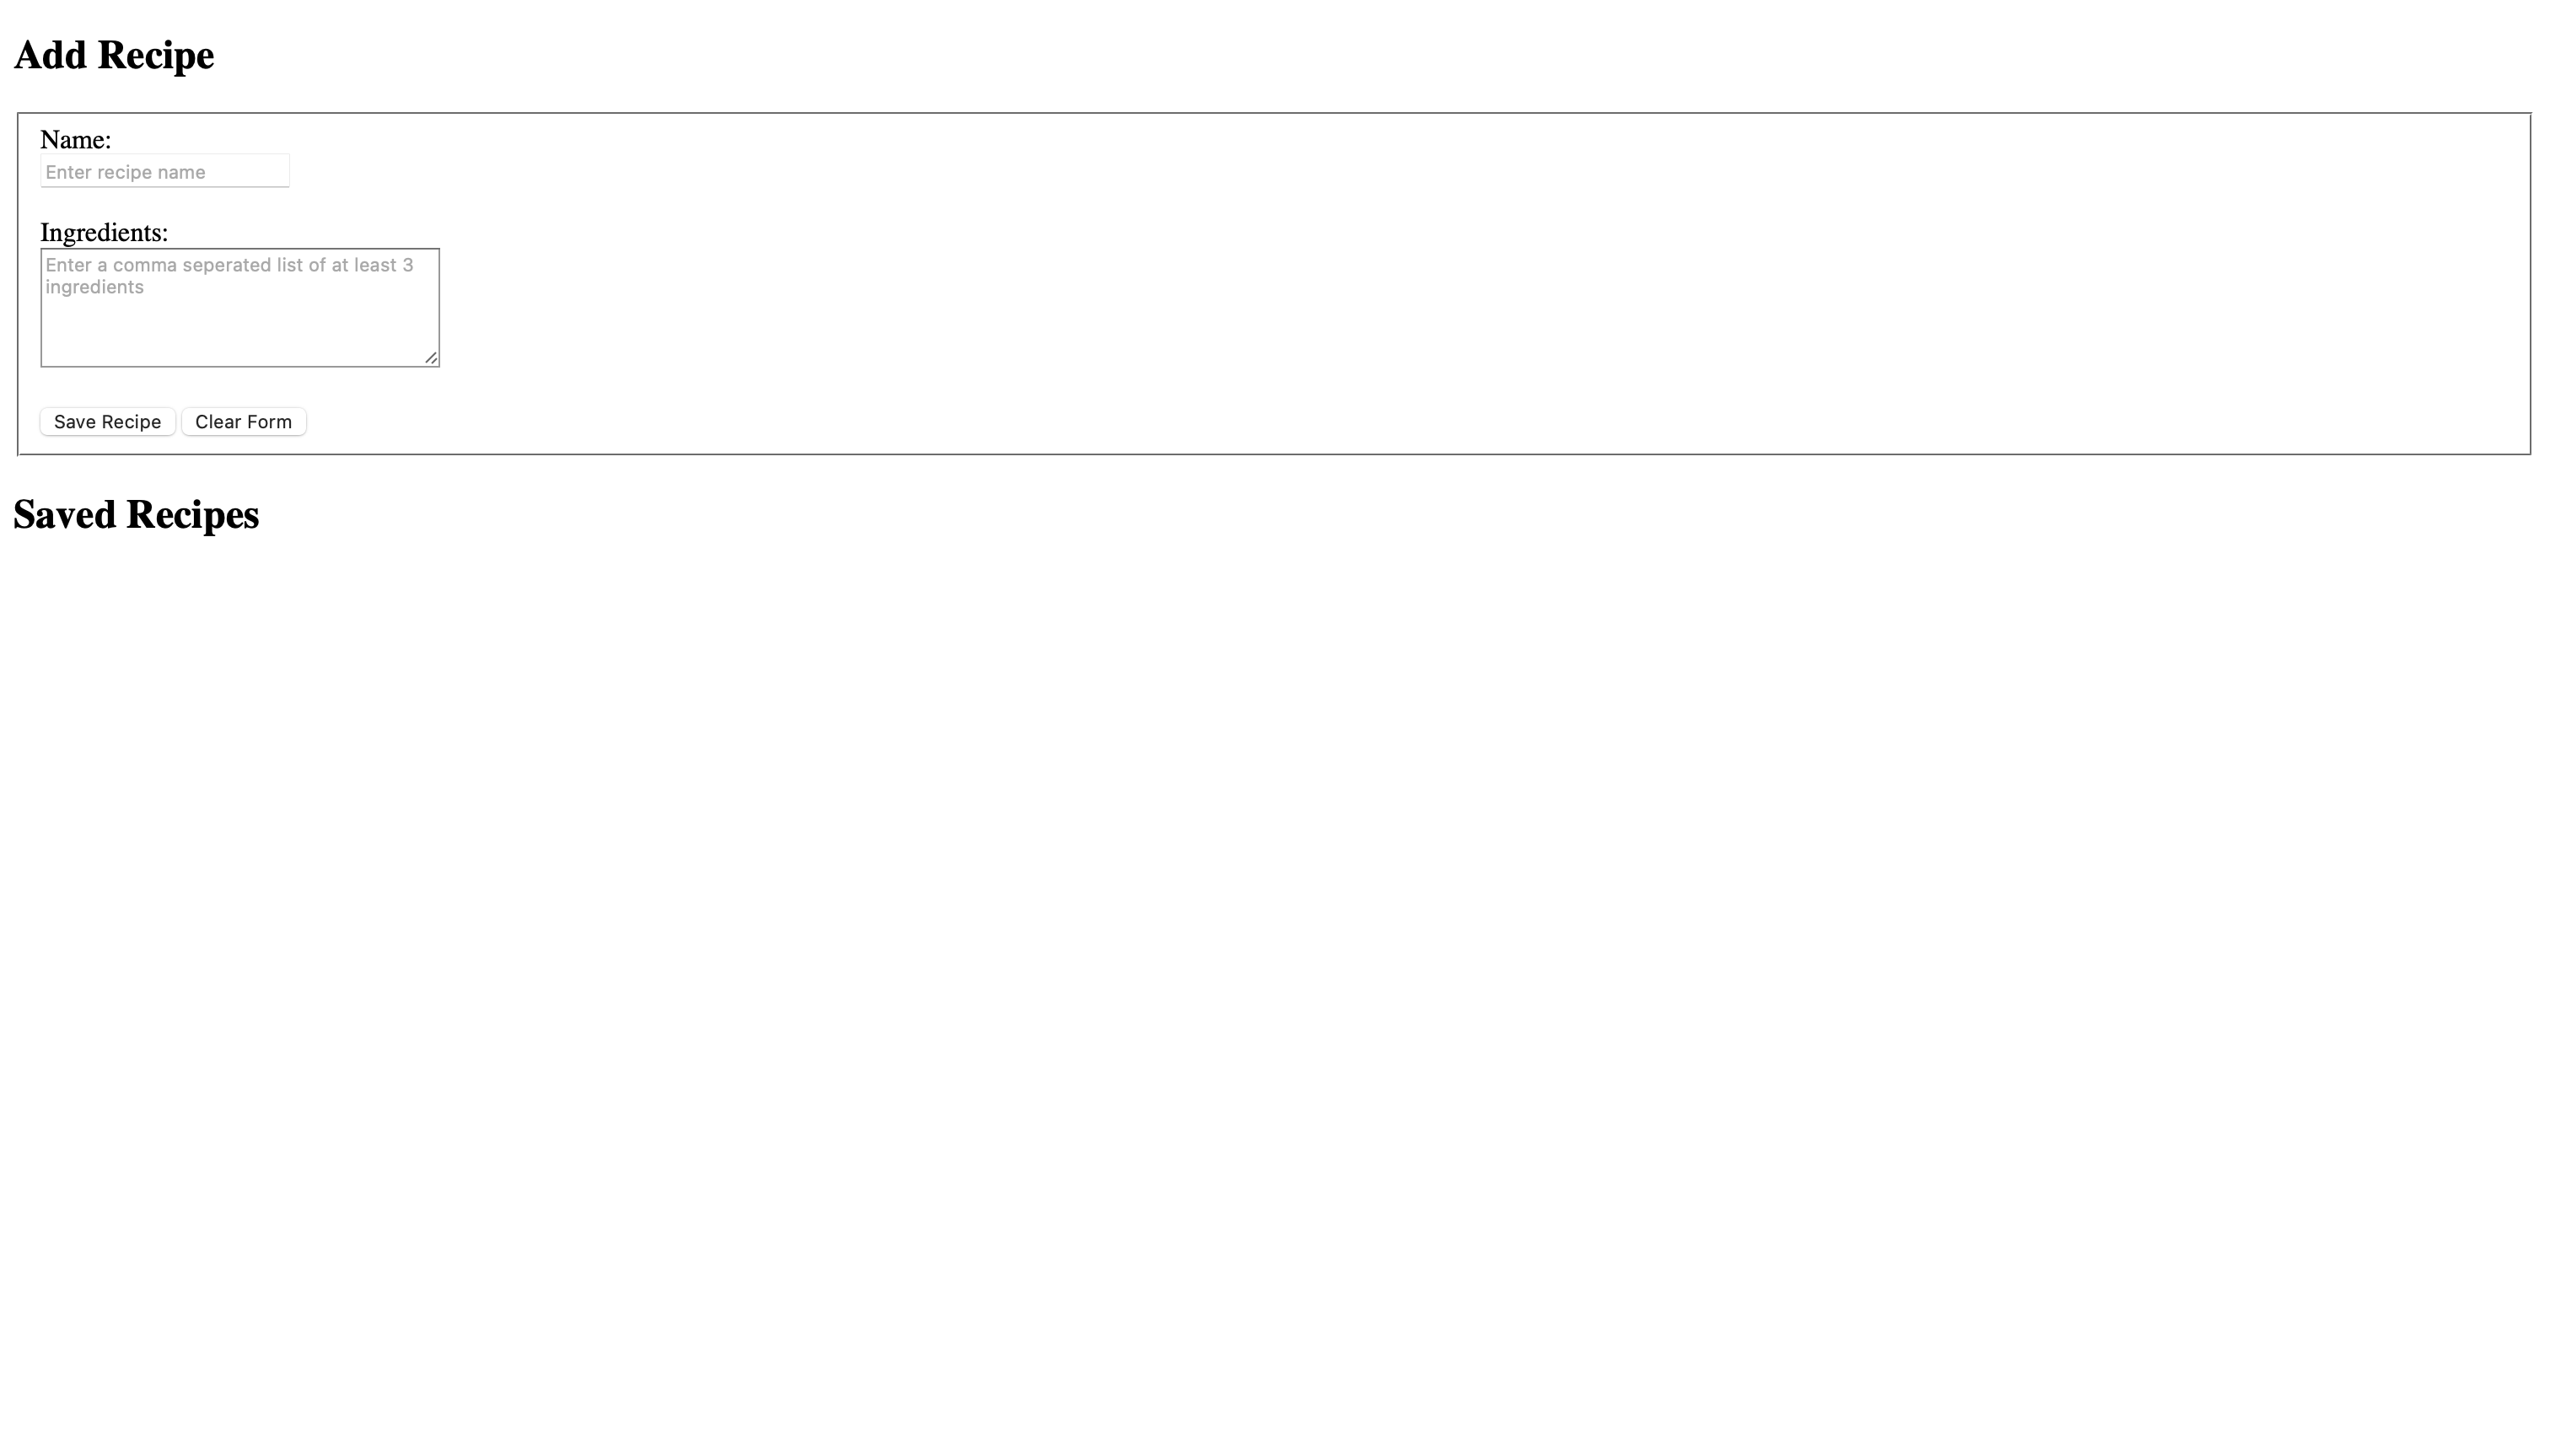 Add Recipe
Name:
Enter recipe name
Ingredients:
Enter a comma seperated list of at least 3
ingredients
Save Recipe Clear Form
Saved Recipes